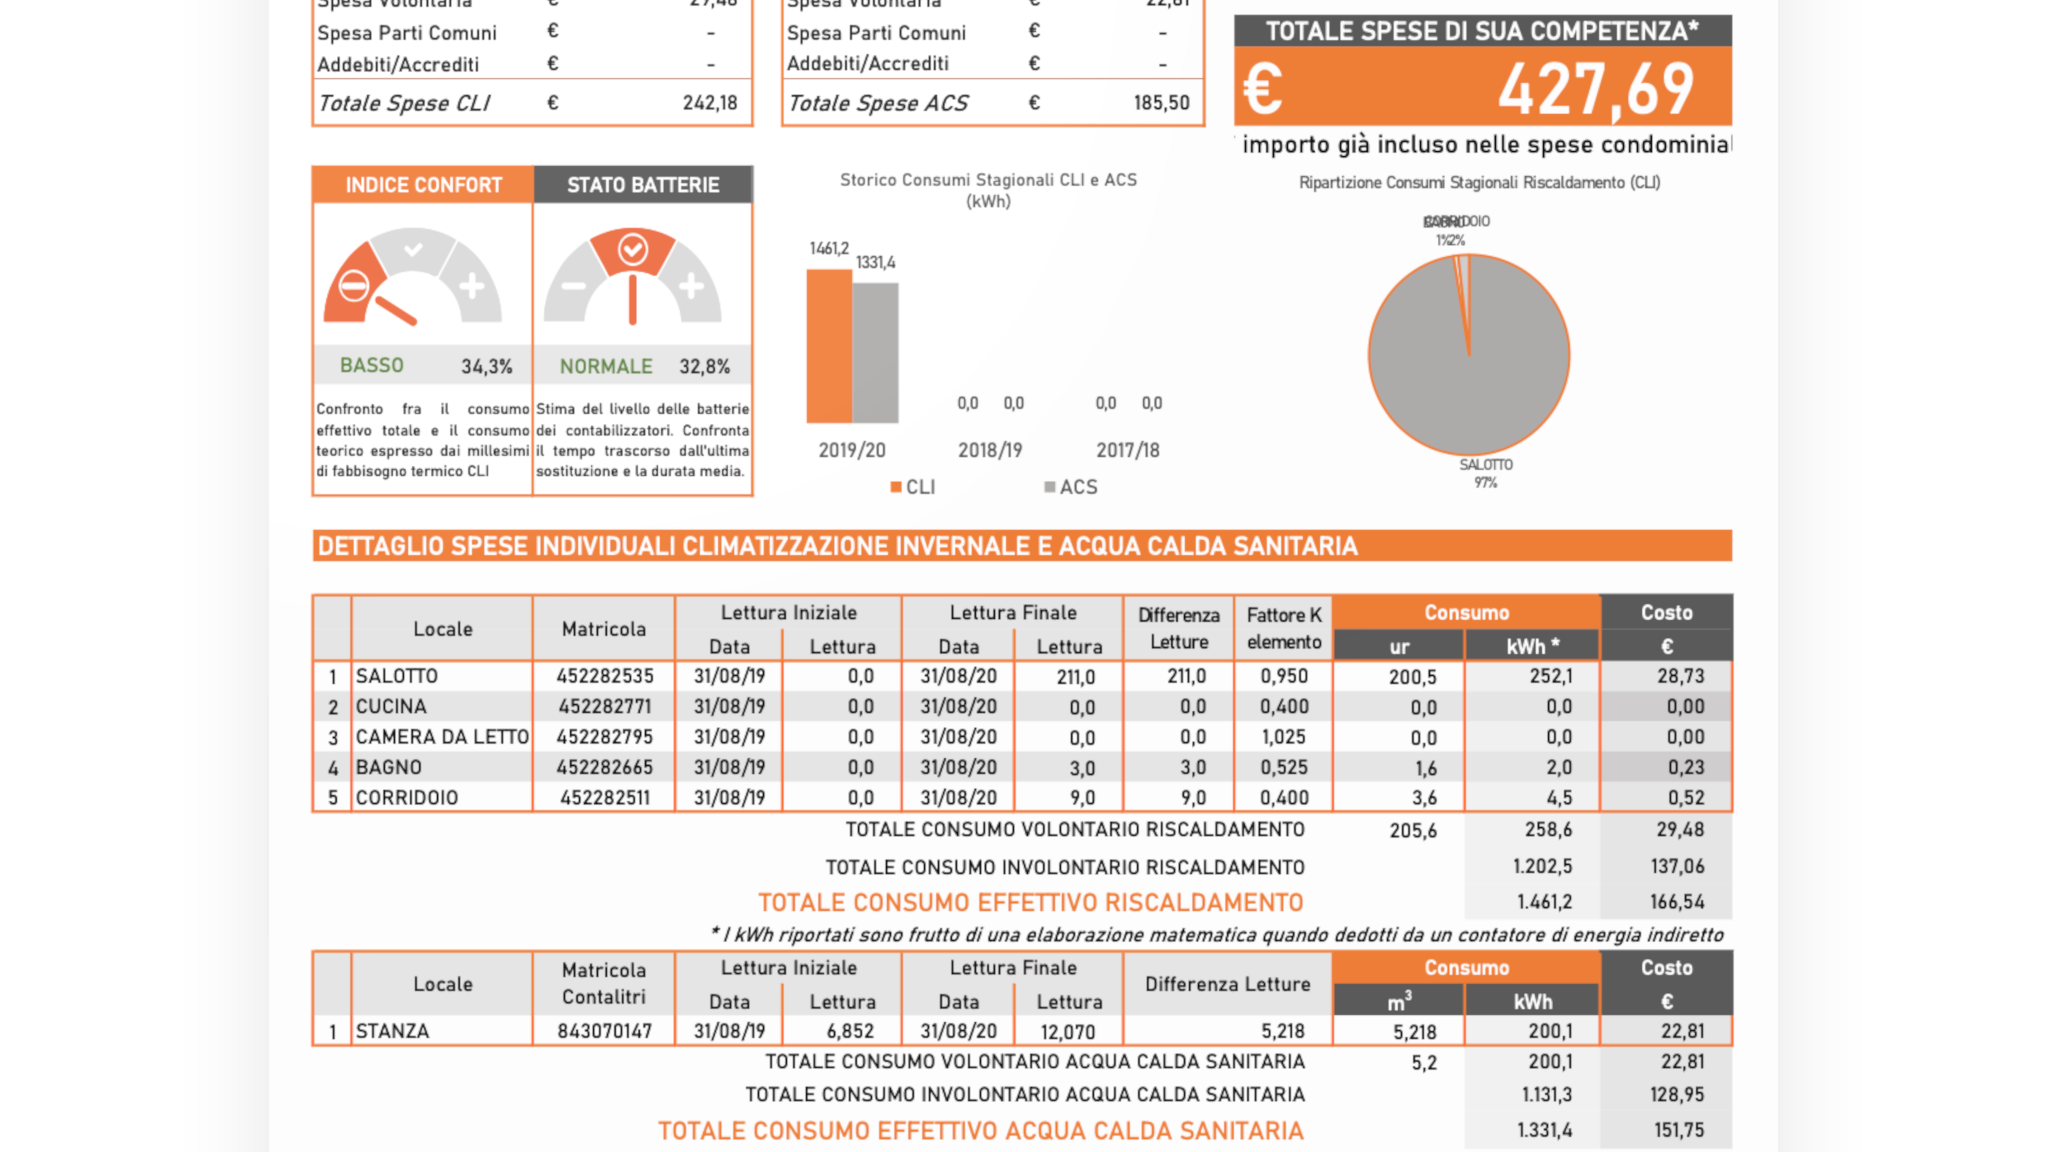 Spesa Volontaria € 29,48
Spesa Parti Comuni € -
Addebiti/Accrediti € -
Totale Spese CLI € 242,18
Spesa Volontaria € 22,81
Spesa Parti Comuni € -
Addebiti/Accrediti € -
Totale Spese ACS € 185,50
TOTALE SPESE DI SUA COMPETENZA*
€ 427,69
importo già incluso nelle spese condominial
INDICE CONFORT
BASSO 34,3%
Confronto fra il consumo
effettivo totale e il consumo
teorico espresso dai millesimi
di fabbisogno termico CLI
STATO BATTERIE
NORMALE 32,8%
Stima del livello delle batterie
dei contabilizzatori. Confronta
il tempo trascorso dall'ultima
sostituzione e la durata media.
Storico Consumi Stagionali CLI e ACS
(kWh)
1461,2
1331,4
0,0 0,0 0,0 0,0
2019/20 2018/19 2017/18
CLI ACS
Ripartizione Consumi Stagionali Riscaldamento (CLI)
CORRIDOIO
1% 2%
SALOTTO
97%
DETTAGLIO SPESE INDIVIDUALI CLIMATIZZAZIONE INVERNALE E ACQUA CALDA SANITARIA
Locale Matricola Lettura Iniziale Lettura Finale Differenza Letture Fattore K elemento Consumo Costo
Data Lettura Data Lettura ur kWh * €
1 SALOTTO 452282535 31/08/19 0,0 31/08/20 211,0 211,0 0,950 200,5 252,1 28,73
2 CUCINA 452282771 31/08/19 0,0 31/08/20 0,0 0,0 0,400 0,0 0,0 0,00
3 CAMERA DA LETTO 452282795 31/08/19 0,0 31/08/20 0,0 0,0 1,025 0,0 0,0 0,00
4 BAGNO 452282665 31/08/19 0,0 31/08/20 3,0 3,0 0,525 1,6 2,0 0,23
5 CORRIDOIO 452282511 31/08/19 0,0 31/08/20 9,0 9,0 0,400 3,6 4,5 0,52
TOTALE CONSUMO VOLONTARIO RISCALDAMENTO 205,6 258,6 29,48
TOTALE CONSUMO INVOLONTARIO RISCALDAMENTO 1.202,5 137,06
TOTALE CONSUMO EFFETTIVO RISCALDAMENTO 1.461,2 166,54
* I kWh riportati sono frutto di una elaborazione matematica quando dedotti da un contatore di energia indiretto
Locale Matricola Contalitri Lettura Iniziale Lettura Finale Differenza Letture Consumo Costo
Data Lettura Data Lettura m³ kWh €
1 STANZA 843070147 31/08/19 6,852 31/08/20 12,070 5,218 5,218 200,1 22,81
TOTALE CONSUMO VOLONTARIO ACQUA CALDA SANITARIA 5,2 200,1 22,81
TOTALE CONSUMO INVOLONTARIO ACQUA CALDA SANITARIA 1.131,3 128,95
TOTALE CONSUMO EFFETTIVO ACQUA CALDA SANITARIA 1.331,4 151,75